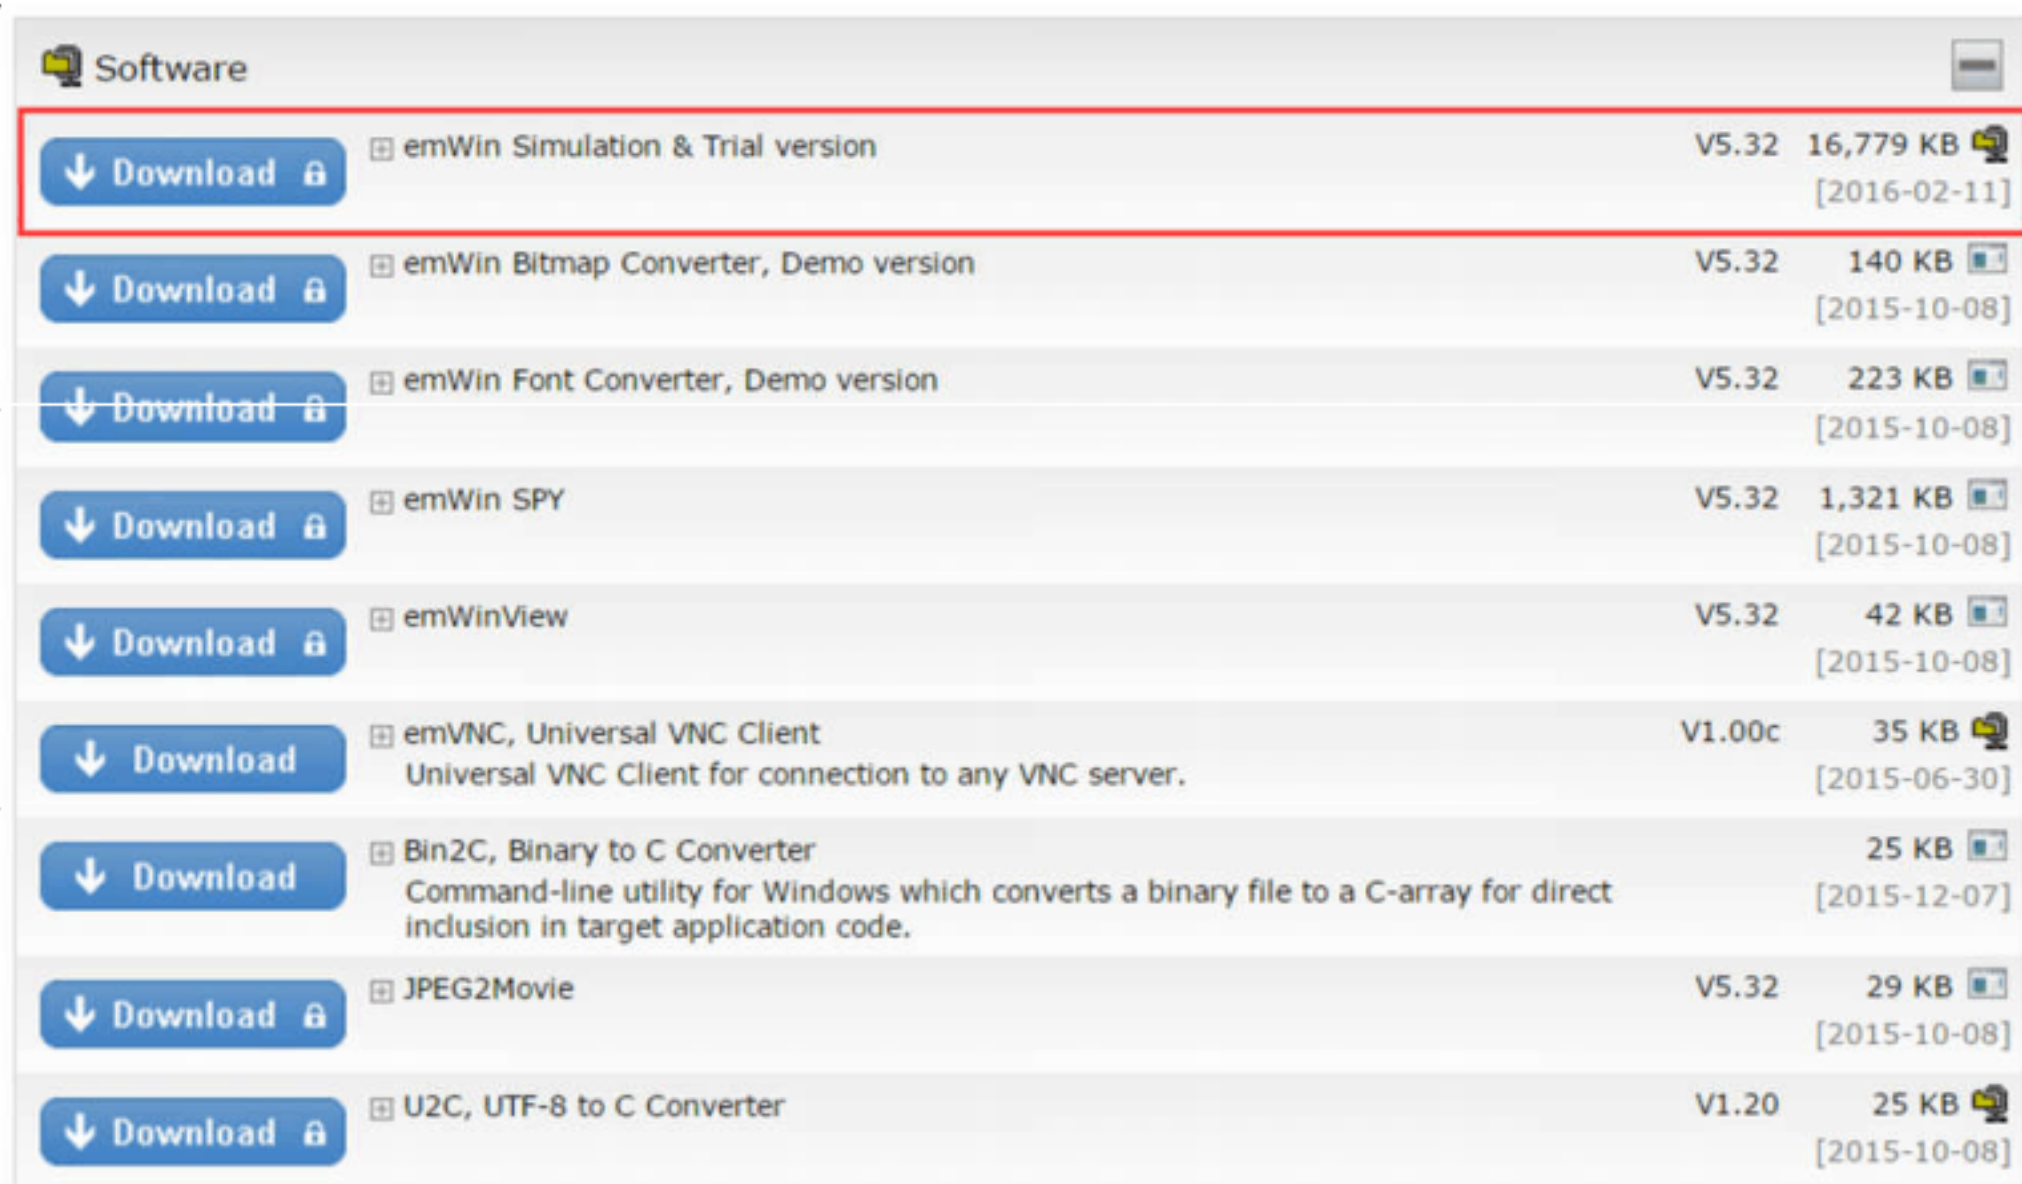 Software
Download emWin Simulation & Trial version V5.32 16,779 KB
[2016-02-11]
Download emWin Bitmap Converter, Demo version V5.32 140 KB
[2015-10-08]
Download emWin Font Converter, Demo version V5.32 223 KB
[2015-10-08]
Download emWin SPY V5.32 1,321 KB
[2015-10-08]
Download emWinView V5.32 42 KB
[2015-10-08]
Download emVNC, Universal VNC Client V1.00c 35 KB
Universal VNC Client for connection to any VNC server. [2015-06-30]
Download Bin2C, Binary to C Converter 25 KB
Command-line utility for Windows which converts a binary file to a C-array for direct [2015-12-07]
inclusion in target application code.
Download JPEG2Movie V5.32 29 KB
[2015-10-08]
Download U2C, UTF-8 to C Converter V1.20 25 KB
[2015-10-08]